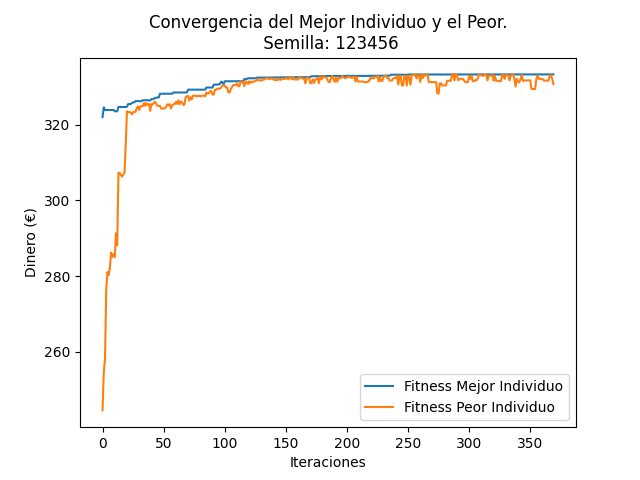 Convergencia del Mejor Individuo y el Peor.
Semilla: 123456
Dinero (€)
320
300
280
260
0 50 100 150 200 250 300 350
Iteraciones
Fitness Mejor Individuo
Fitness Peor Individuo